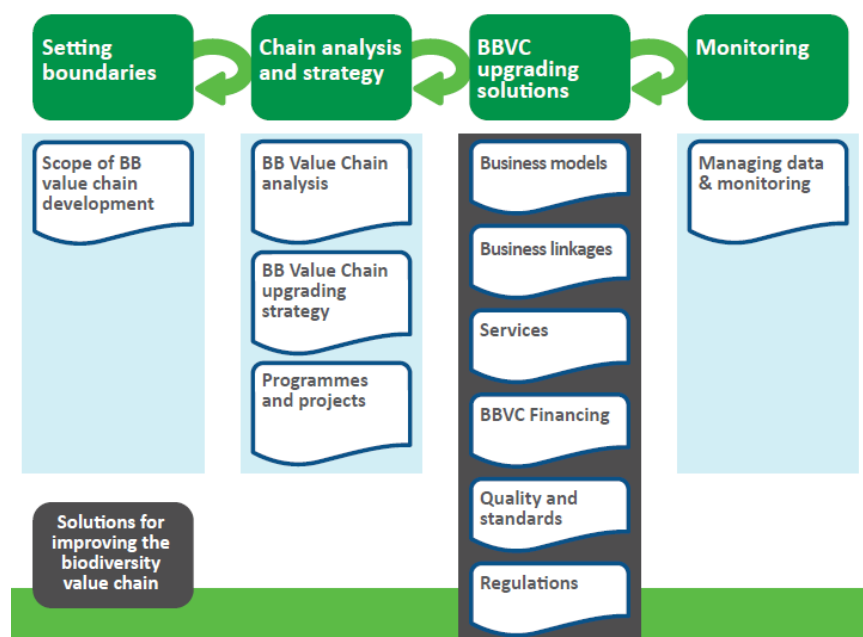 Setting
boundaries
Chain analysis
and strategy
BBVC
upgrading
solutions
Monitoring
Scope of BB
value chain
development
BB Value Chain
analysis
BB Value Chain
upgrading
strategy
Programmes
and projects
Business models
Business linkages
Services
BBVC Financing
Quality and
standards
Regulations
Managing data
& monitoring
Solutions for
improving the
biodiversity
value chain